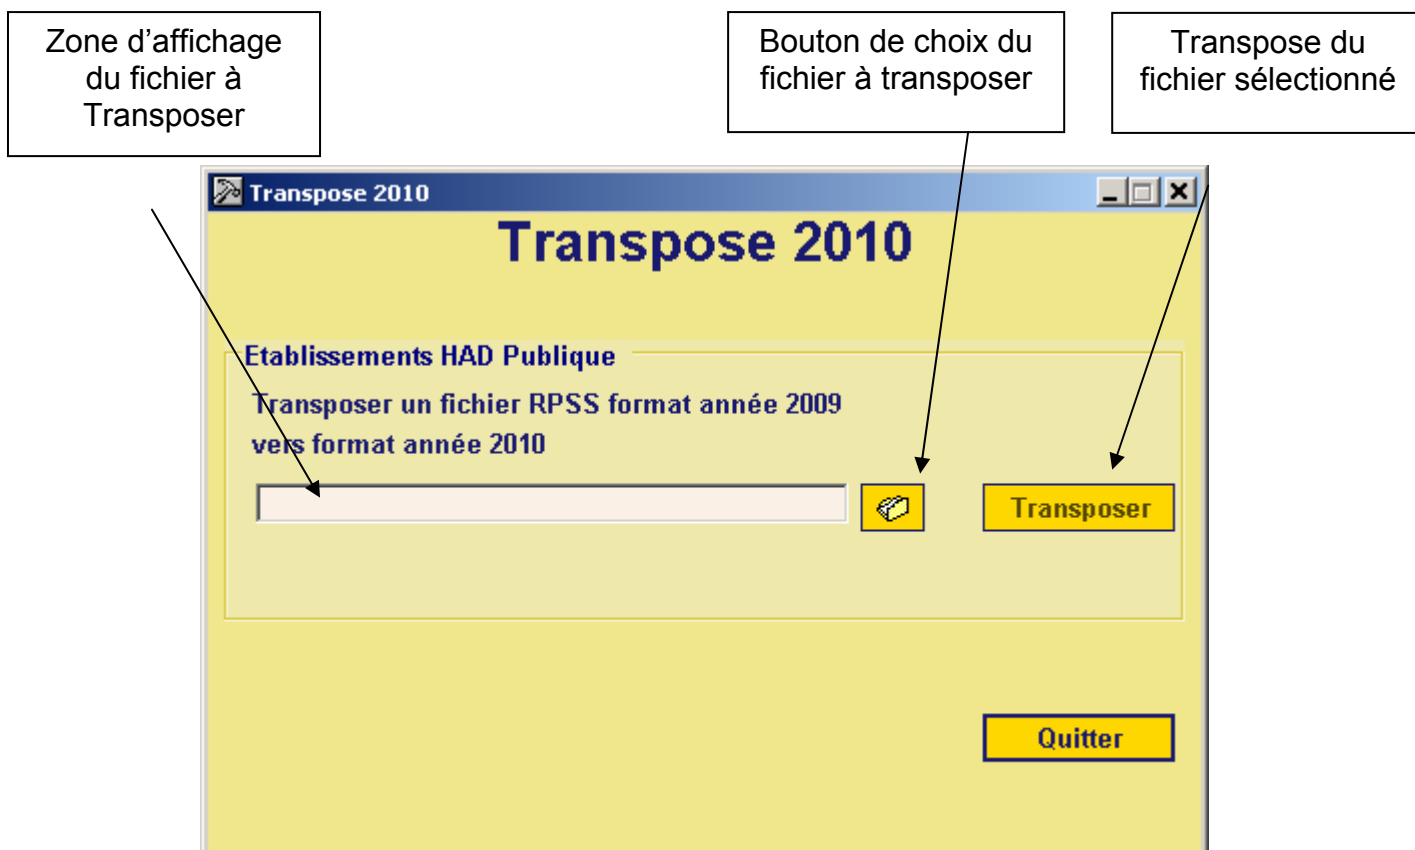 Zone d'affichage
du fichier à
Transposer
Bouton de choix du
fichier à transposer
Transpose du
fichier sélectionné
Transpose 2010
Transpose 2010
Etablissements HAD Publique
Transposer un fichier RPSS format année 2009
vers format année 2010
Transposer
Quitter